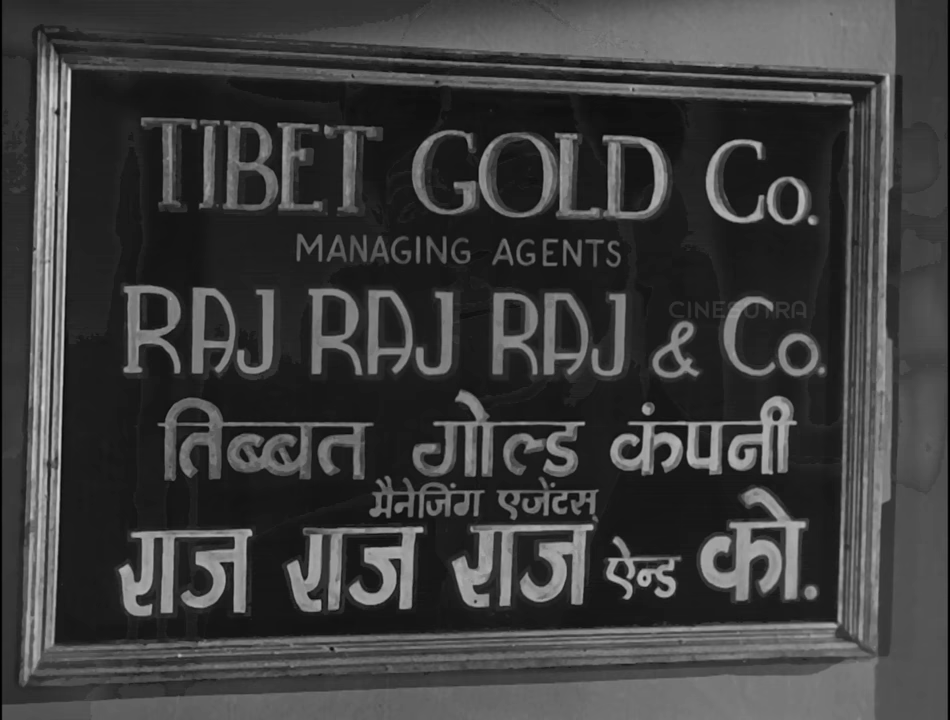 TIBET GOLD Co.
MANAGING AGENTS
RAJ RAJ RAJ & Co.
CINESUTRA
तिब्बत गोल्ड कंपनी
मैनेजिंग एजेंटस्
राज राज राज ऐन्ड को.